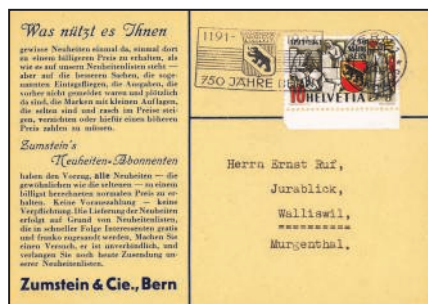 Was nützt es Ihnen
gewisse Neuheiten einmal da, einmal dort
zu einem billigeren Preis zu erhalten, als
wie es auf unsern Neuheitenlisten steht —
aber auf die besseren Sachen, die soge-
nannten Eintagsfliegen, die Ausgaben, die
vorher nicht gemeldet waren und plötzlich
da sind, die Marken mit kleinen Auflagen,
die selten sind und rasch im Preise stei-
gen, verzichten oder hiefür einen höheren
Preis zahlen zu müssen.
Zumstein's
Neuheiten-Abonnenten
haben den Vorzug, alle Neuheiten — die
gewöhnlichen wie die seltenen — zu einem
billigst berechneten normalen Preis zu er-
halten. Keine Vorauszahlung — keine
Verpflichtung. Die Lieferung der Neuheiten
erfolgt auf Grund von Neuheitenlisten,
die in schneller Folge Interessenten gratis
und franko zugesandt werden. Machen Sie
einen Versuch, er ist unverbindlich, und
verlangen Sie noch heute Zusendung un-
serer Neuheitenlisten.
Zumstein & Cie., Bern
1191-
750 JAHRE
10 HELVETIA
Herrn Ernst Ruf,
Jurablick,
Walliswil,
Murgenthal.